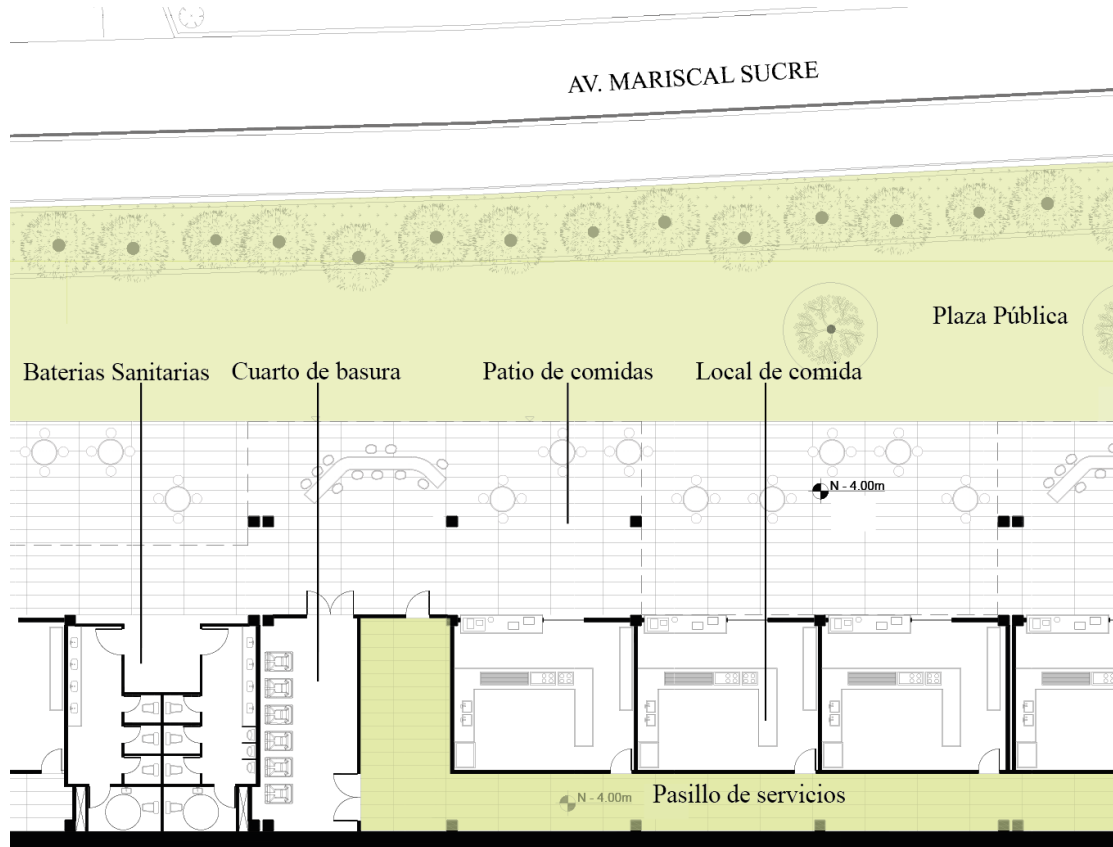 AV. MARISCAL SUCRE
Plaza Pública
Baterias Sanitarias
Cuarto de basura
Patio de comidas
Local de comida
N - 4.00m
N - 4.00m
Pasillo de servicios